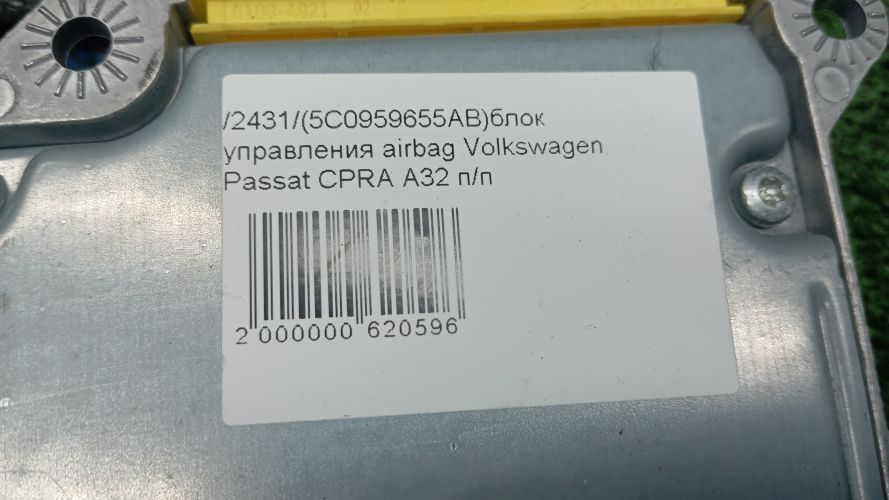 /2431/(5C0959655AB)блок
управления airbag Volkswagen
Passat CPRA A32 п/п
2 000000 620596